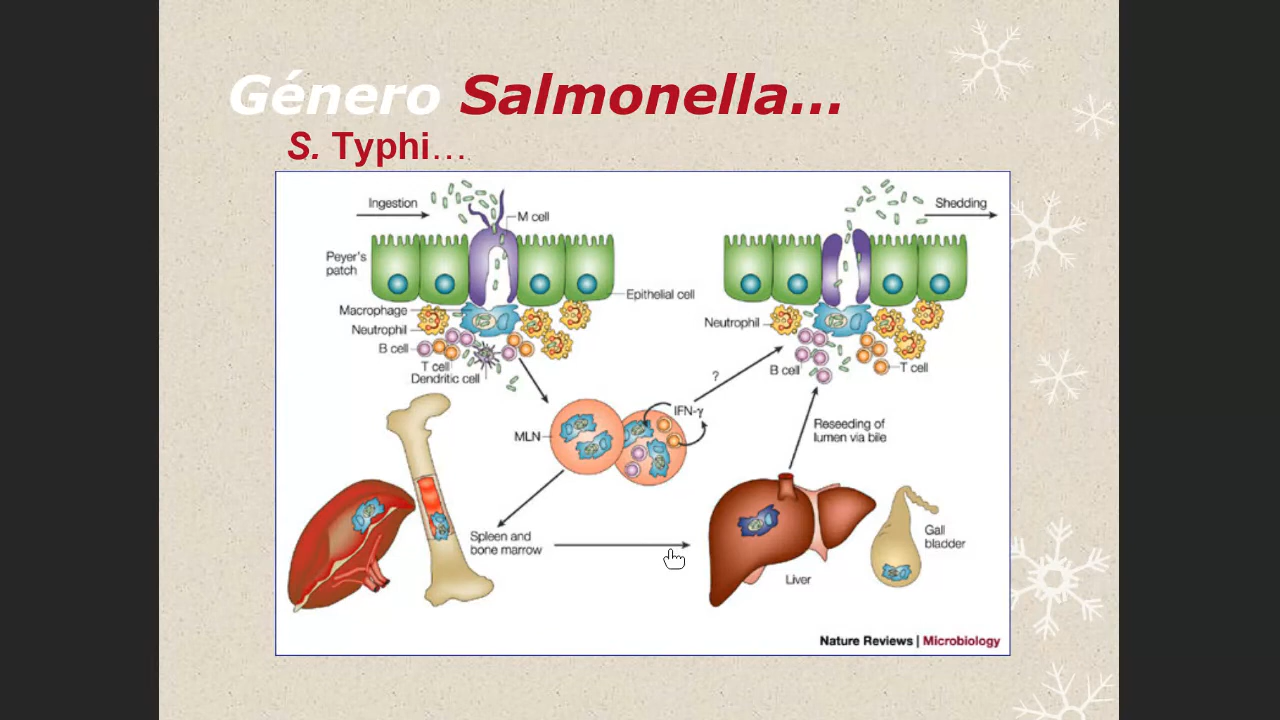 Género Salmonella...
S. Typhi...
Ingestion
M cell
Peyer's
patch
Epithelial cell
Macrophage
Neutrophil
B cell
T cell
Dendritic cell
MLN
IFN-γ
?
Spleen and
bone marrow
Shedding
Neutrophil
B cell
T cell
Reseeding of
lumen via bile
Liver
Gall
bladder
Nature Reviews | Microbiology